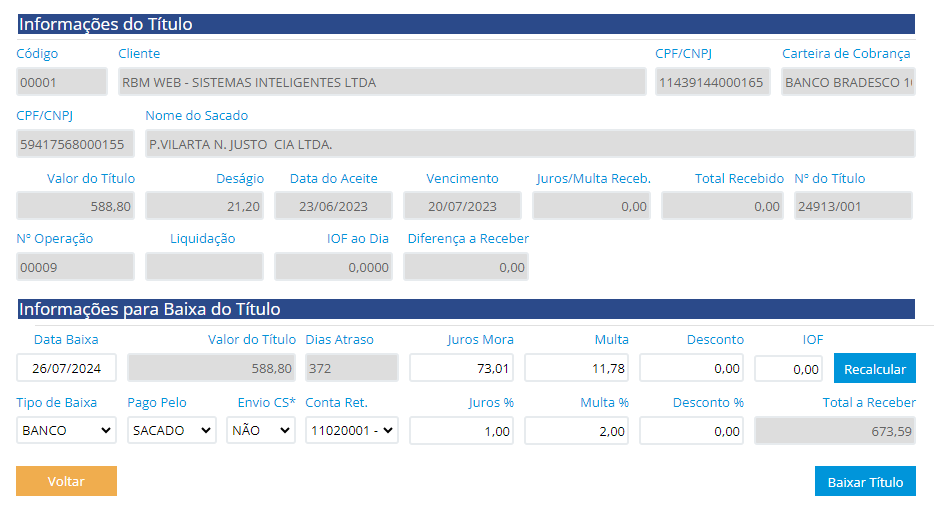 Informações do Título
Código Cliente CPF/CNPJ Carteira de Cobrança
00001 RBM WEB - SISTEMAS INTELIGENTES LTDA 11439144000165 BANCO BRADESCO
CPF/CNPJ Nome do Sacado
59417568000155 P.VILARTA N. JUSTO CIA LTDA.
Valor do Título Deságio Data do Aceite Vencimento Juros/Multa Receb. Total Recebido Nº do Título
588,80 21,20 23/06/2023 20/07/2023 0,00 0,00 24913/001
Nº Operação Liquidação IOF ao Dia Diferença a Receber
00009 0,0000 0,00
Informações para Baixa do Título
Data Baixa Valor do Título Dias Atraso Juros Mora Multa Desconto IOF
26/07/2024 588,80 372 73,01 11,78 0,00 0,00 Recalcular
Tipo de Baixa Pago Pelo Envio CS* Conta Ret. Juros % Multa % Desconto % Total a Receber
BANCO SACADO NÃO 11020001 - 1,00 2,00 0,00 673,59
Voltar Baixar Título